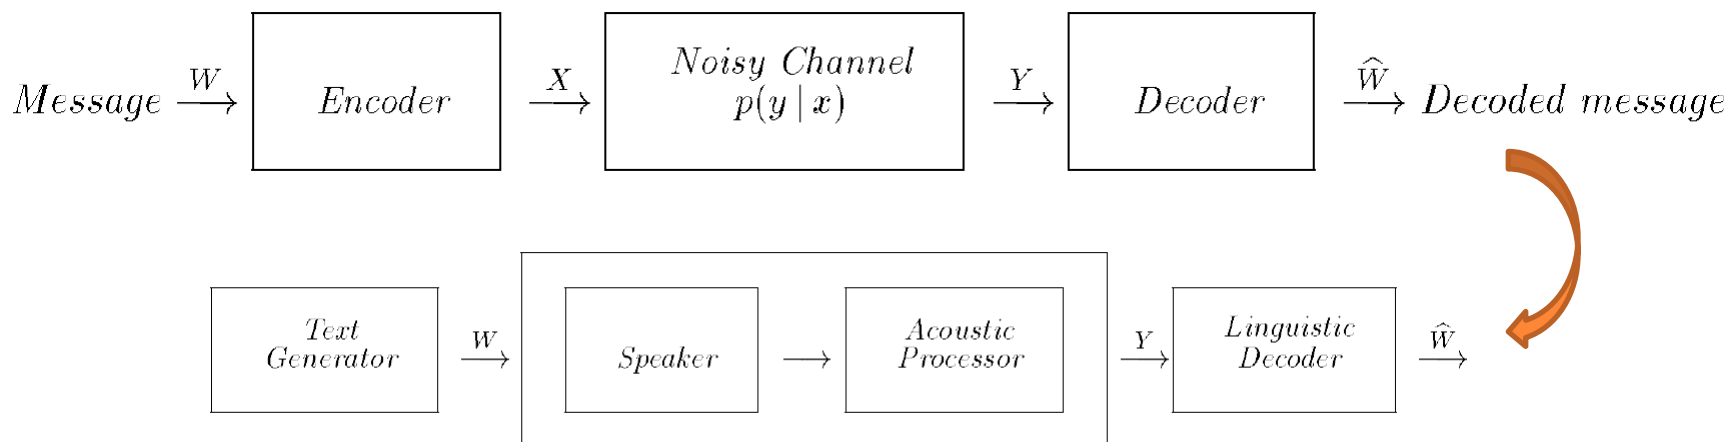 Message W Encoder X Noisy Channel Y Decoder Ŵ Decoded message
p(y | x)
Text Generator W Speaker Acoustic Processor Y Linguistic Decoder Ŵ